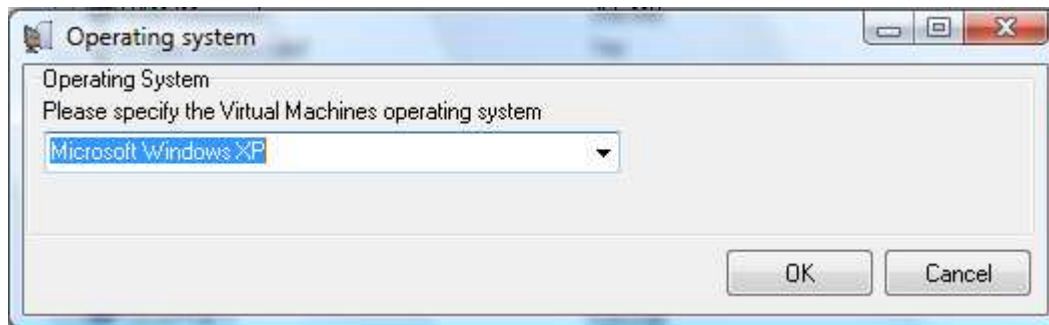 Operating system
Operating System
Please specify the Virtual Machines operating system
Microsoft Windows XP
OK
Cancel